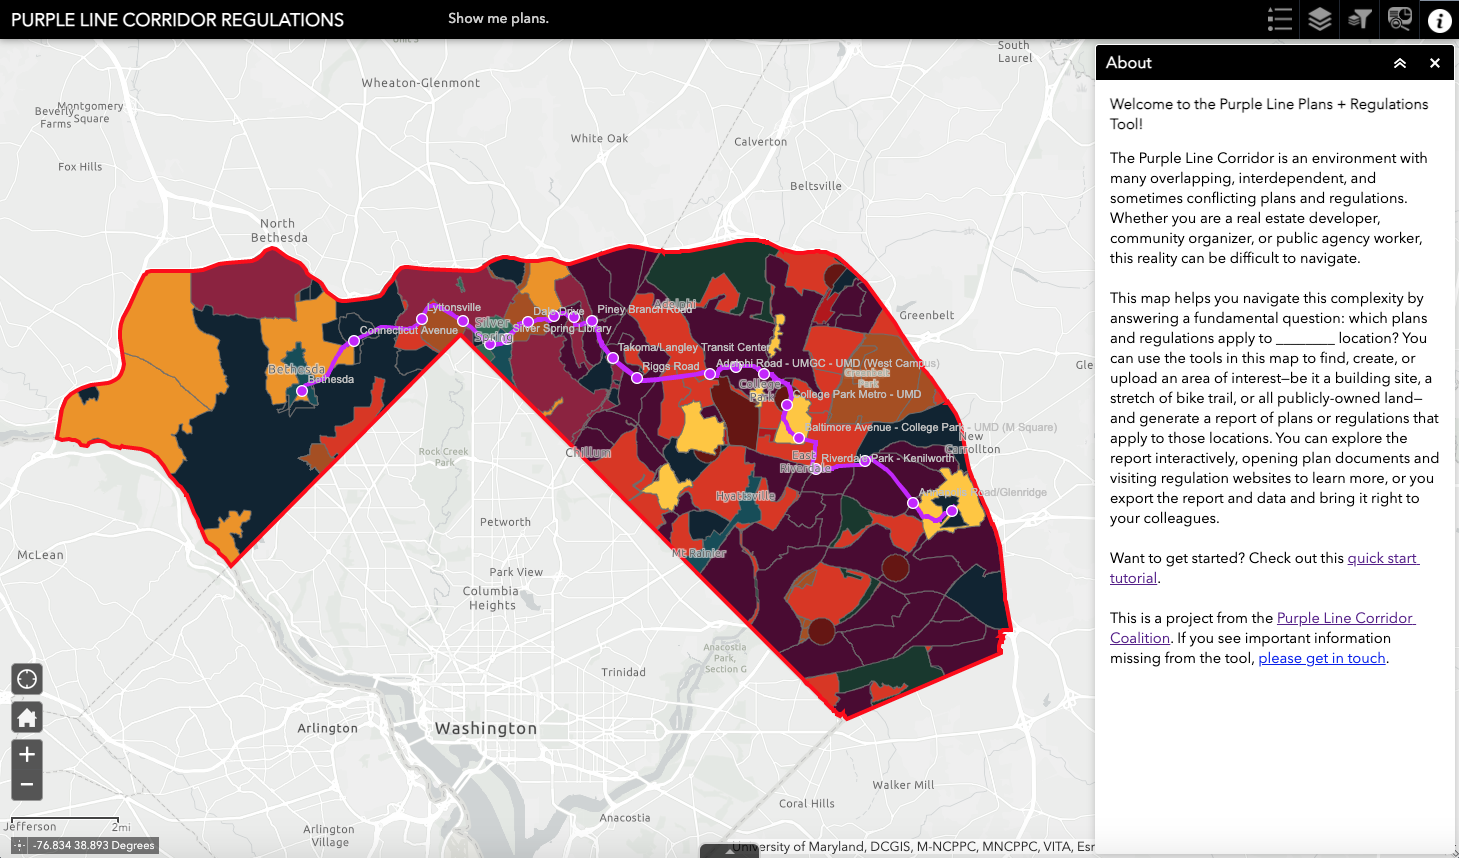 PURPLE LINE CORRIDOR REGULATIONS
Show me plans.
South
Laurel
About
Welcome to the Purple Line Plans + Regulations
Tool!
The Purple Line Corridor is an environment with
many overlapping, interdependent, and
sometimes conflicting plans and regulations.
Whether you are a real estate developer,
community organizer, or public agency worker,
this reality can be difficult to navigate.
This map helps you navigate this complexity by
answering a fundamental question: which plans
and regulations apply to ________ location? You
can use the tools in this map to find, create, or
upload an area of interest—be it a building site, a
stretch of bike trail, or all publicly-owned land—
and generate a report of plans or regulations that
apply to those locations. You can explore the
report interactively, opening plan documents and
visiting regulation websites to learn more, or you
export the report and data and bring it right to
your colleagues.
Want to get started? Check out this quick start
tutorial.
This is a project from the Purple Line Corridor
Coalition. If you see important information
missing from the tool, please get in touch.
Wheaton-Glenmont
Montgomery
Square
Beverly
Farms
White Oak
Calverton
Fox Hills
Beltsville
North
Bethesda
Greenbelt
Lyttonsville
Connecticut Avenue
Silver
Spring
Dale Drive
Silver Spring Library
Piney Branch Road
Adelphi
Takoma/Langley Transit Center
Riggs Road
Adelphi Road - UMGC - UMD (West Campus)
Greenbelt
Park
Bethesda
Bethesda
College
Park
College Park Metro - UMD
Baltimore Avenue - College Park - UMD (M Square)
New
Carrollton
Rock Creek
Park
Chillum
East
Riverdale
Riverdale Park - Kenilworth
Hyattsville
Annapolis Road/Glenridge
Gle
Petworth
McLean
Mt Rainier
Park View
Columbia
Heights
Anacostia
Park,
Section G
Trinidad
Arlington
Washington
Walker Mill
Coral Hills
Anacostia
Arlington
Village
Jefferson
2mi
-76.834 38.893 Degrees
University of Maryland, DCGIS, M-NCPPC, MNCPPC, VITA, Esr